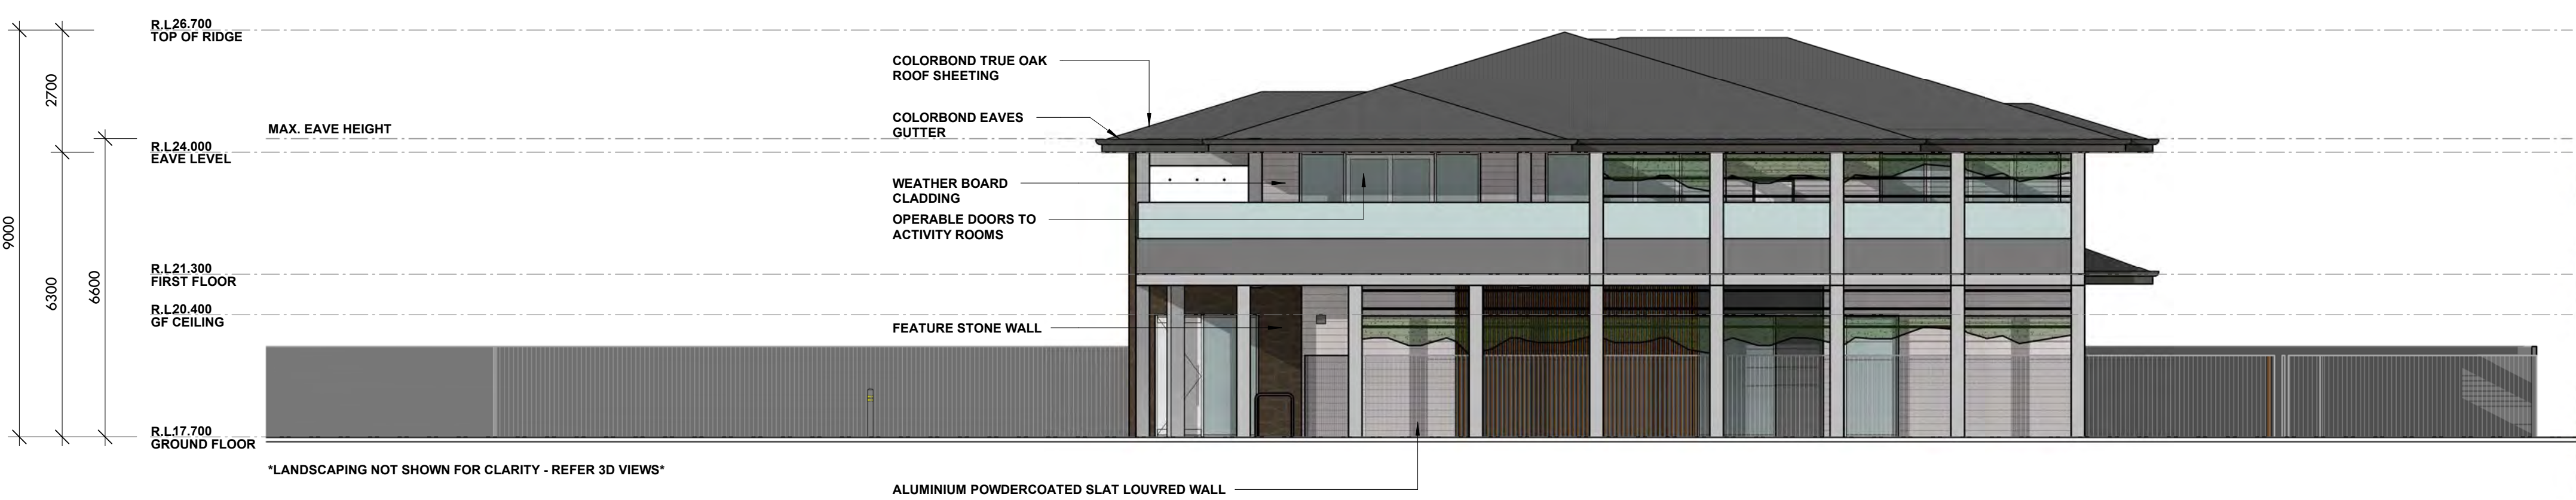 R.L26.700
TOP OF RIDGE
COLORBOND TRUE OAK
ROOF SHEETING
2700
COLORBOND EAVES
GUTTER
MAX. EAVE HEIGHT
R.L24.000
EAVE LEVEL
WEATHER BOARD
CLADDING
OPERABLE DOORS TO
ACTIVITY ROOMS
9000
6300
6600
R.L21.300
FIRST FLOOR
R.L20.400
GF CEILING
FEATURE STONE WALL
R.L17.700
GROUND FLOOR
*LANDSCAPING NOT SHOWN FOR CLARITY - REFER 3D VIEWS*
ALUMINIUM POWDERCOATED SLAT LOUVRED WALL